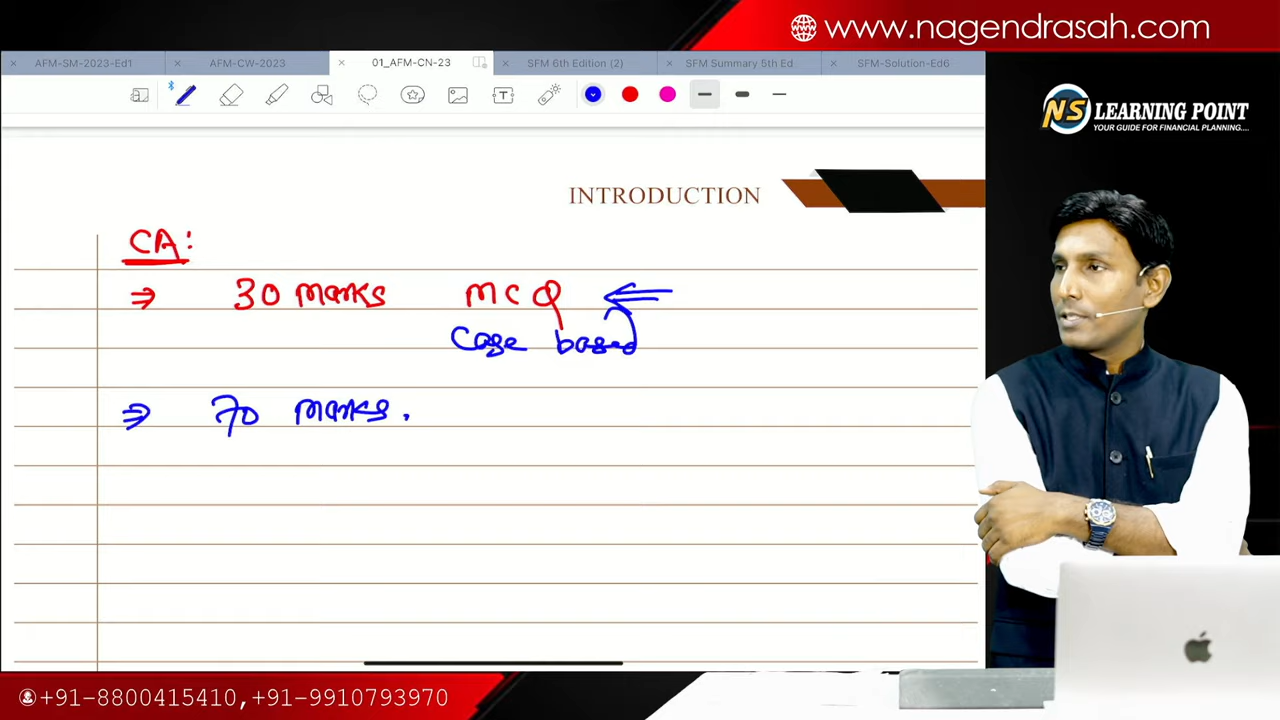 www.nagendrasah.com
AFM-SM-2023-Ed1
AFM-CW-2023
01_AFM-CN-23
SFM 6th Edition (2)
SFM Summary 5th Ed...
SFM-Solution-Ed6
NS LEARNING POINT
YOUR GUIDE FOR FINANCIAL PLANNING....
INTRODUCTION
CA:
⇒ 30 marks MCQ ⇐
Case based
⇒ 70 marks.
+91-8800415410,+91-9910793970